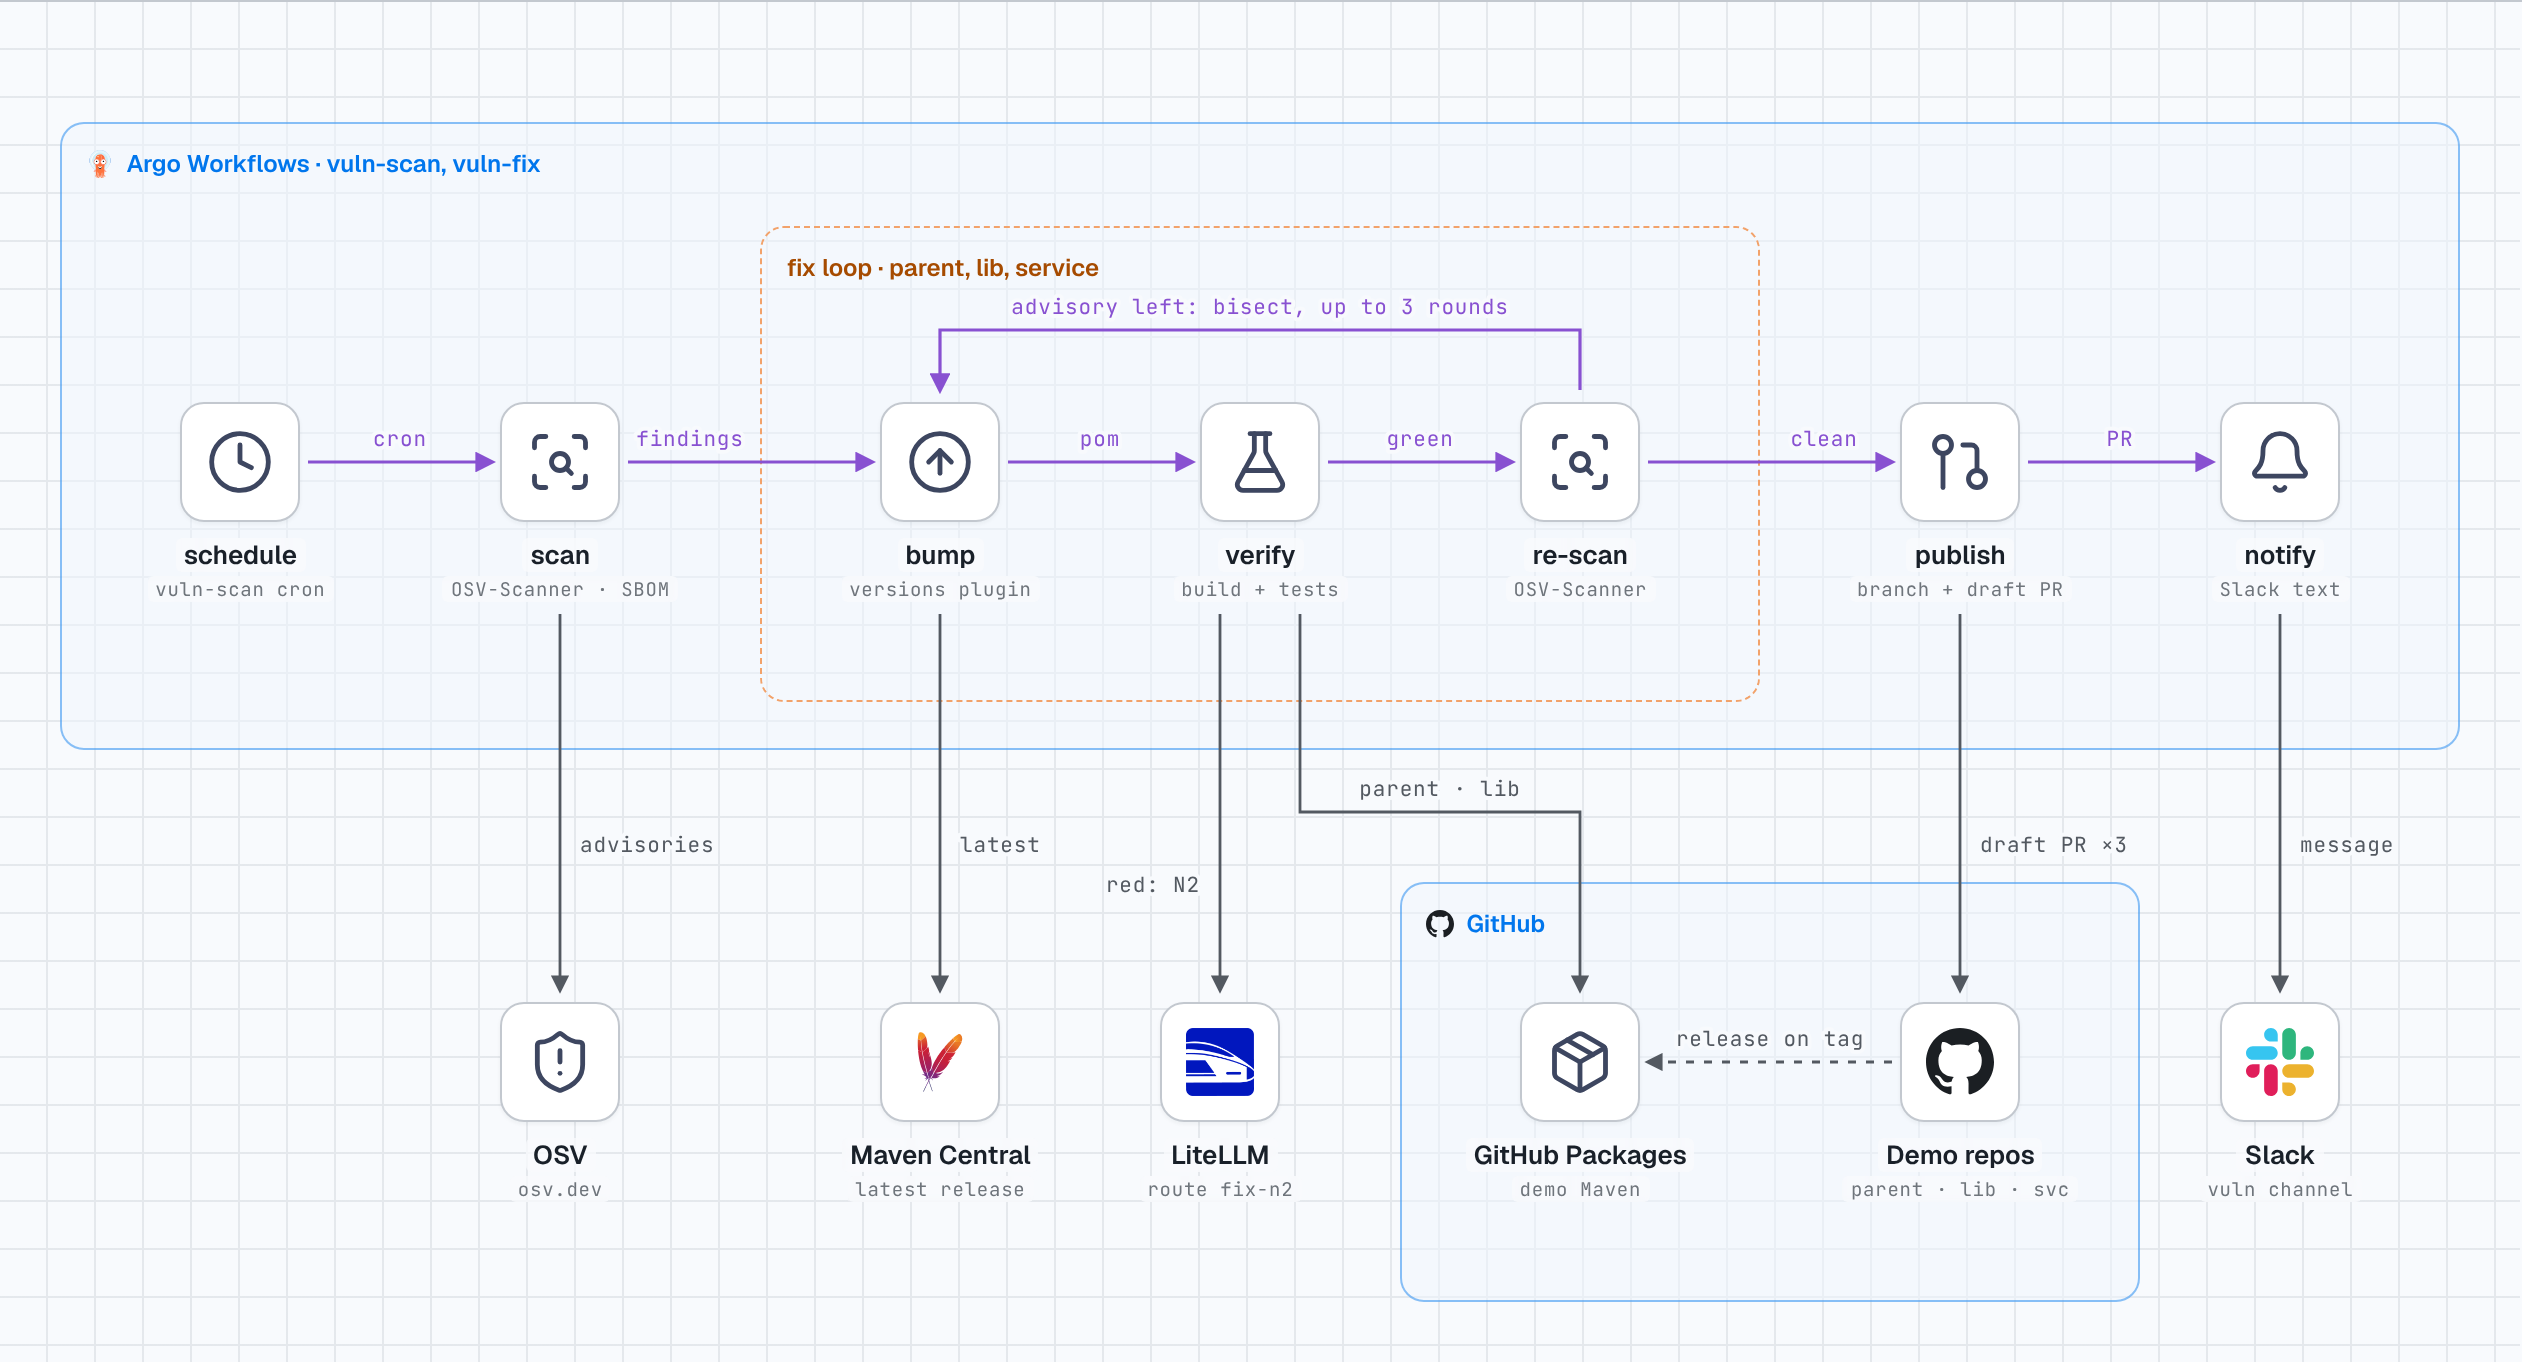 Argo Workflows · vuln-scan, vuln-fix
fix loop · parent, lib, service
advisory left: bisect, up to 3 rounds
cron
findings
pom
green
clean
PR
schedule
vuln-scan cron
scan
OSV-Scanner · SBOM
bump
versions plugin
verify
build + tests
re-scan
OSV-Scanner
publish
branch + draft PR
notify
Slack text
parent · lib
advisories
latest
red: N2
draft PR ×3
message
GitHub
release on tag
OSV
osv.dev
Maven Central
latest release
LiteLLM
route fix-n2
GitHub Packages
demo Maven
Demo repos
parent · lib · svc
Slack
vuln channel